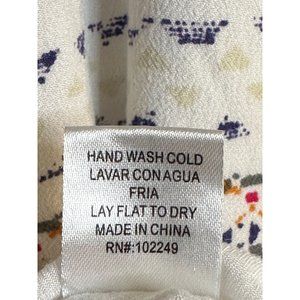 HAND WASH COLD
LAVAR CON AGUA
FRIA
LAY FLAT TO DRY
MADE IN CHINA
RN#:102249